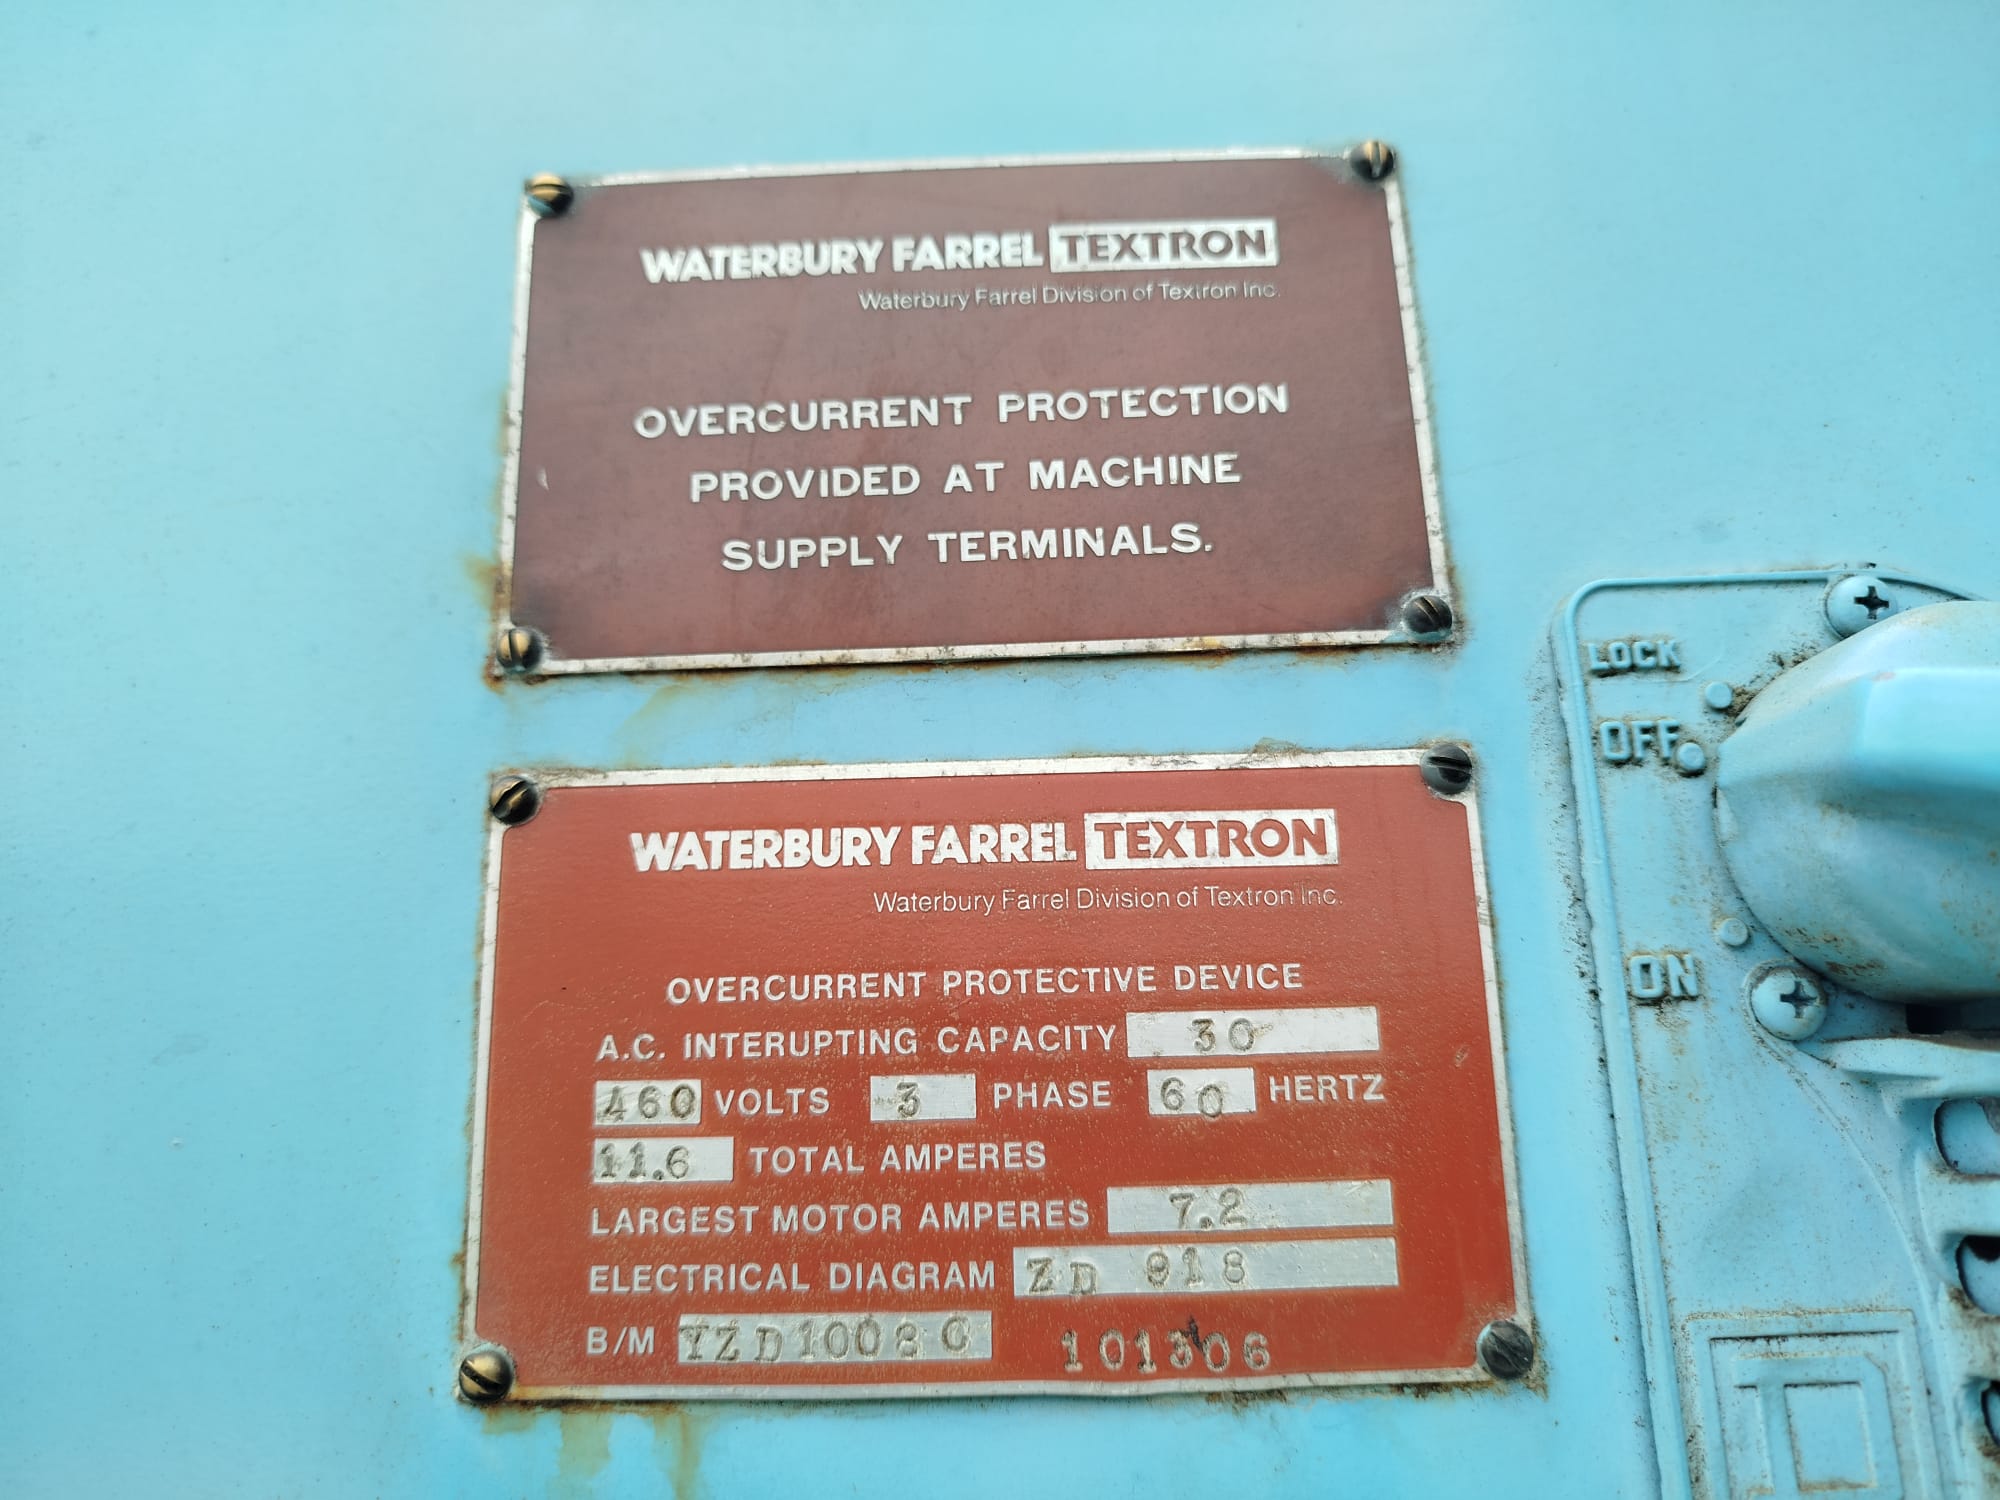 WATERBURY FARREL TEXTRON
Waterbury Farrel Division of Textron Inc.
OVERCURRENT PROTECTION
PROVIDED AT MACHINE
SUPPLY TERMINALS.
LOCK
OFF
ON
WATERBURY FARREL TEXTRON
Waterbury Farrel Division of Textron Inc.
OVERCURRENT PROTECTIVE DEVICE
A.C. INTERUPTING CAPACITY 30
460 VOLTS 3 PHASE 60 HERTZ
11.6 TOTAL AMPERES
LARGEST MOTOR AMPERES 7.2
ELECTRICAL DIAGRAM ZD 918
B/M 101306